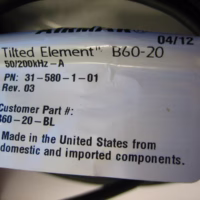 04/12
Tilted Element™ B60-20
50/200kHz-A
PN: 31-580-1-01
Rev. 03
Customer Part #:
B60-20-BL
Made in the United States from
domestic and imported components.